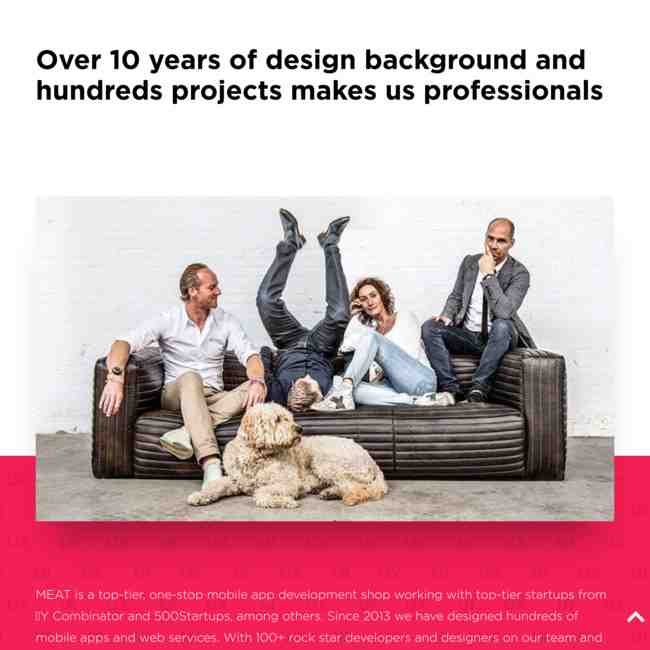 Over 10 years of design background and
hundreds projects makes us professionals
MEAT is a top-tier, one-stop mobile app development shop working with top-tier startups from
IIY Combinator and 500Startups, among others. Since 2013 we have designed hundreds of
mobile apps and web services. With 100+ rock star developers and designers on our team and